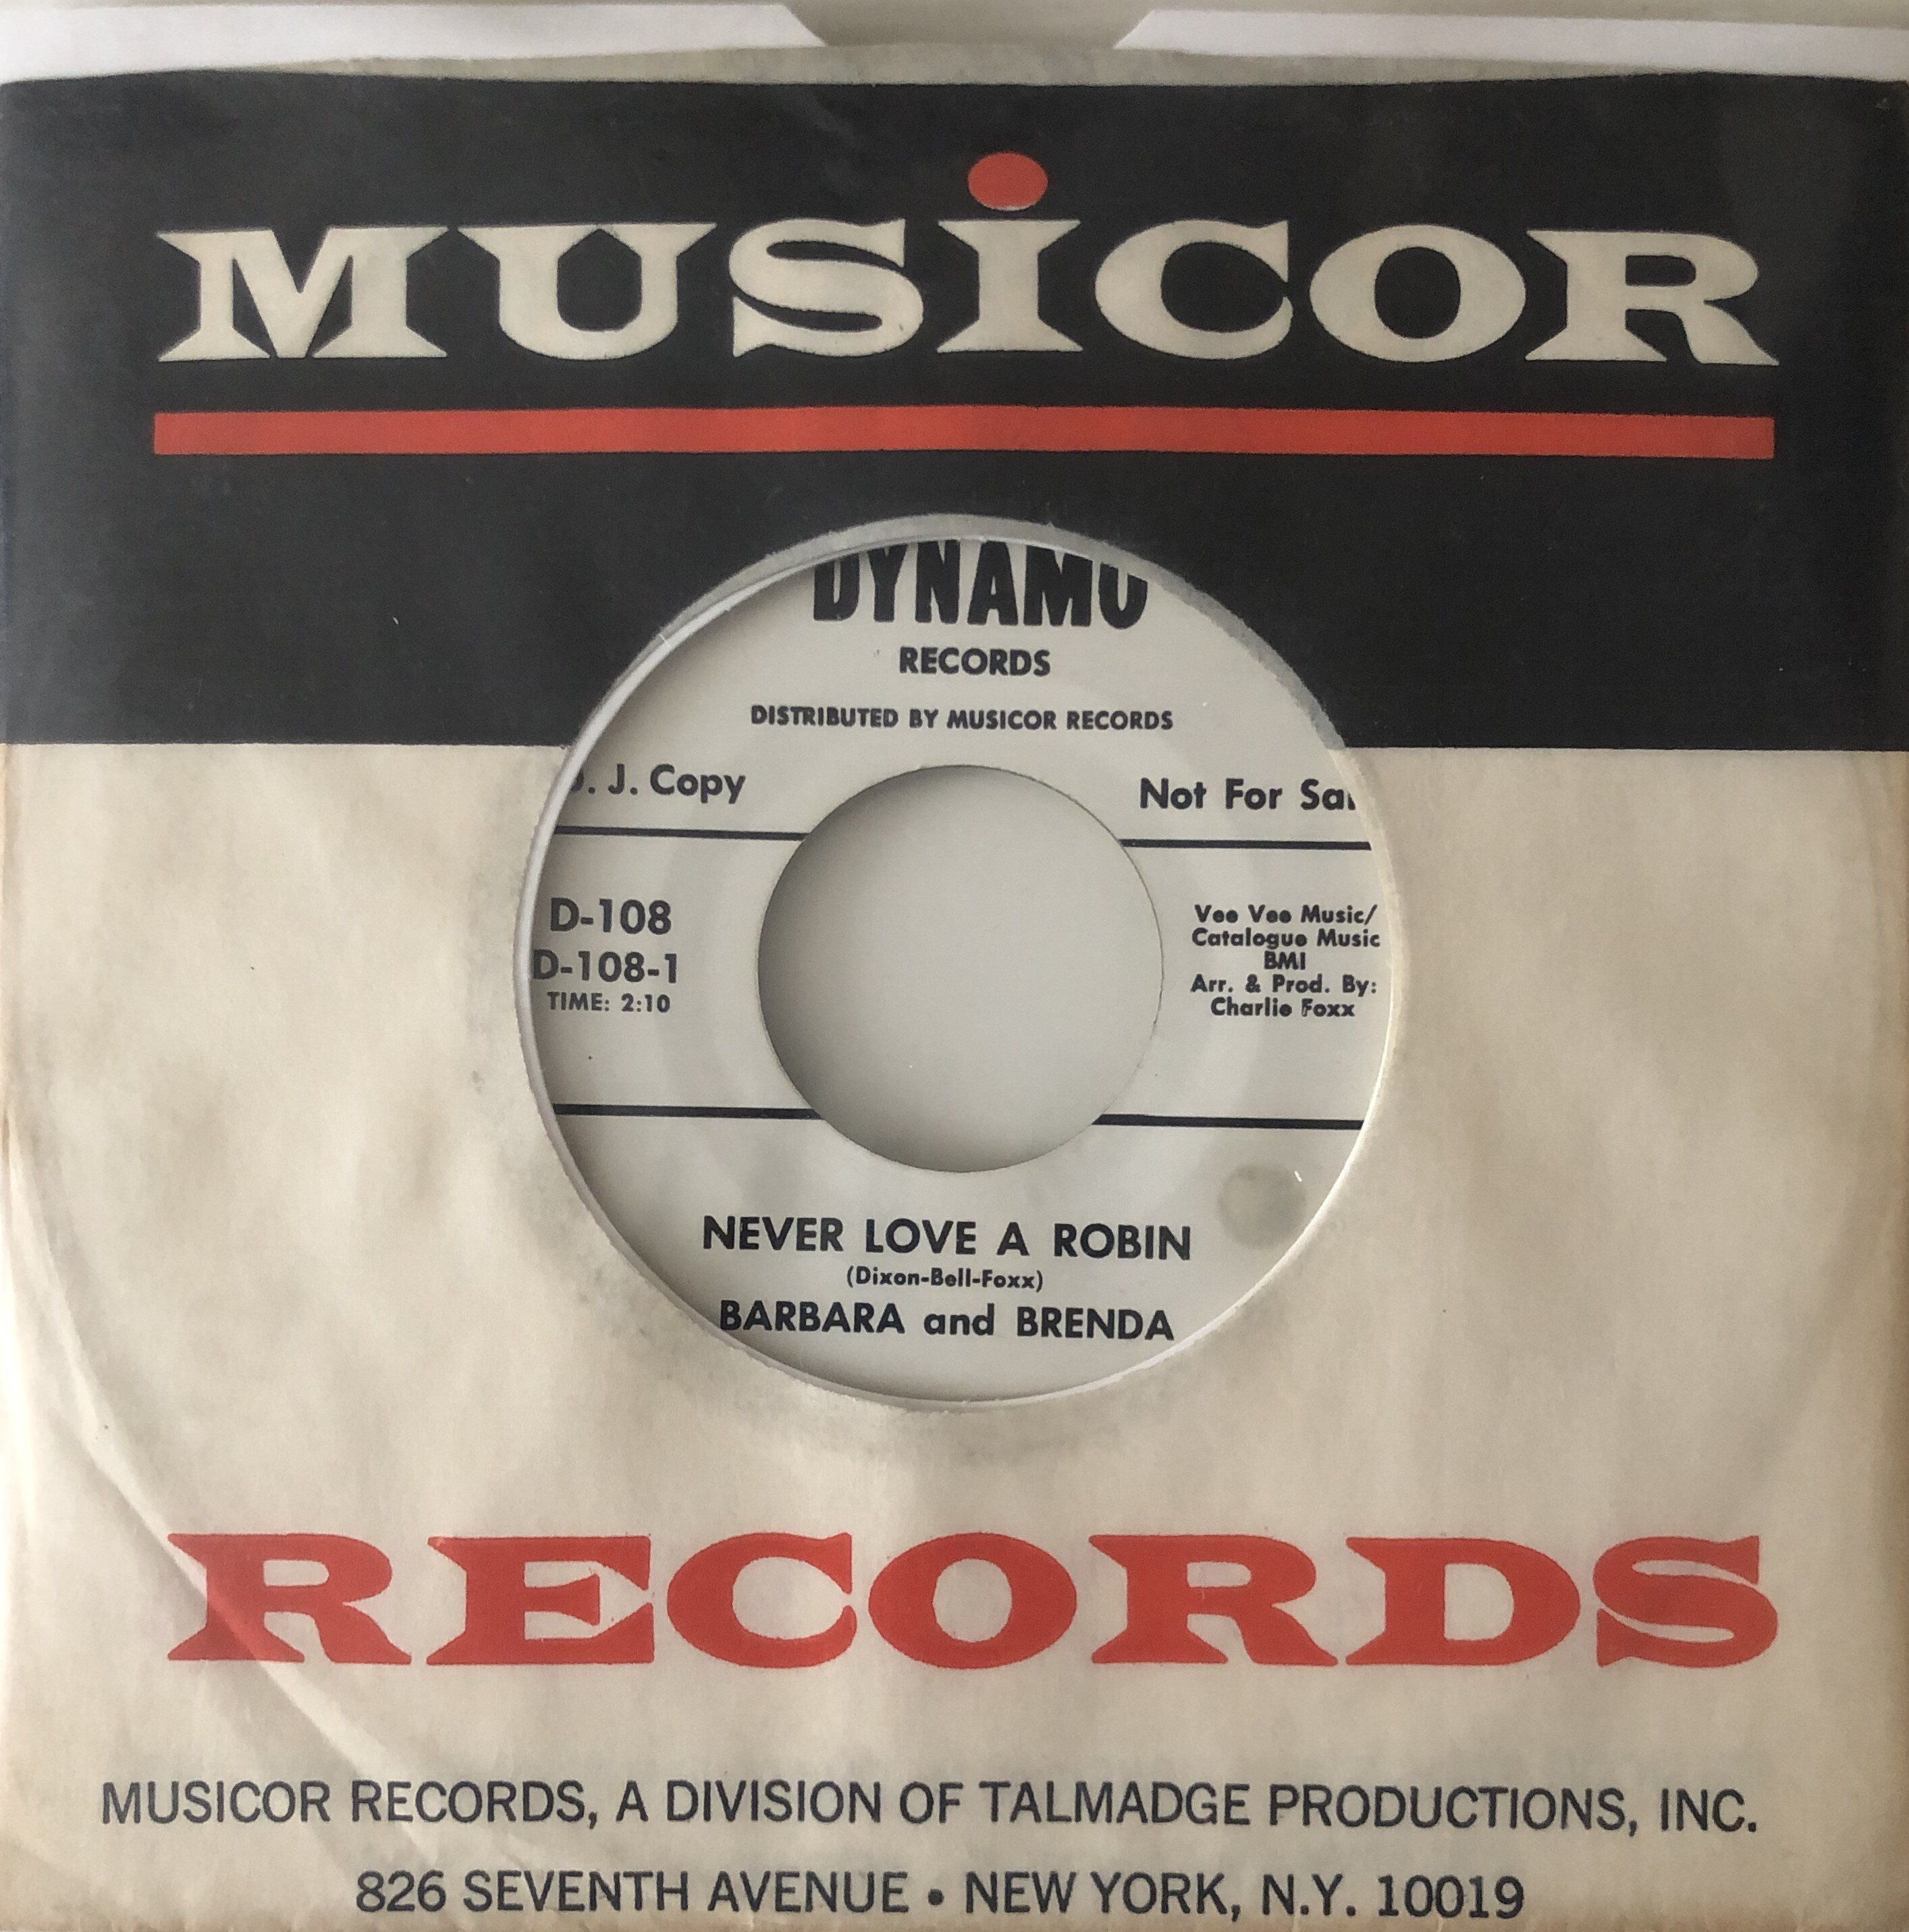 MUSiCOR
DYNAMO
RECORDS
DISTRIBUTED BY MUSICOR RECORDS
. J. Copy
Not For Sal
D-108
D-108-1
TIME: 2:10
Vee Vee Music/
Catalogue Music
BMI
Arr. & Prod. By:
Charlie Foxx
NEVER LOVE A ROBIN
(Dixon-Bell-Foxx)
BARBARA and BRENDA
RECORDS
MUSICOR RECORDS, A DIVISION OF TALMADGE PRODUCTIONS, INC.
826 SEVENTH AVENUE • NEW YORK, N.Y. 10019